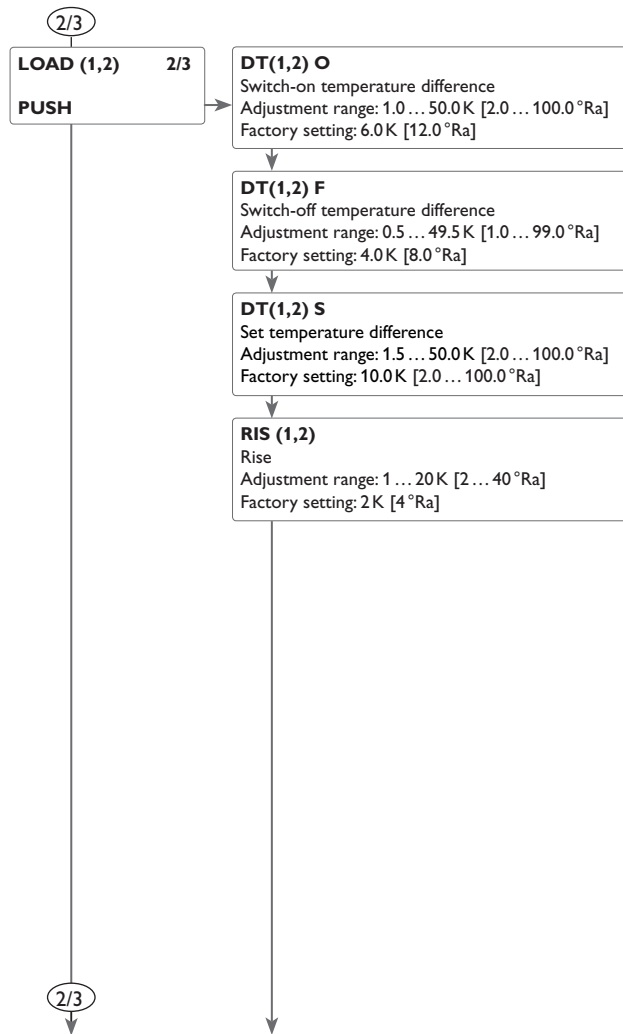 2/3
LOAD (1,2) 2/3
PUSH
DT(1,2) O
Switch-on temperature difference
Adjustment range: 1.0 … 50.0 K [2.0 … 100.0 °Ra]
Factory setting: 6.0 K [12.0 °Ra]
DT(1,2) F
Switch-off temperature difference
Adjustment range: 0.5 … 49.5 K [1.0 … 99.0 °Ra]
Factory setting: 4.0 K [8.0 °Ra]
DT(1,2) S
Set temperature difference
Adjustment range: 1.5 … 50.0 K [2.0 … 100.0 °Ra]
Factory setting: 10.0 K [2.0 … 100.0 °Ra]
RIS (1,2)
Rise
Adjustment range: 1 … 20 K [2 … 40 °Ra]
Factory setting: 2 K [4 °Ra]
2/3